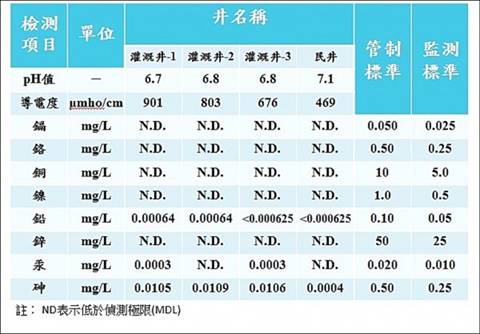 檢測項目 單位 井名稱 管制標準 監測標準
灌溉井-1 灌溉井-2 灌溉井-3 民井
pH值 — 6.7 6.8 6.8 7.1
導電度 μmho/cm 901 803 676 469
鎘 mg/L N.D. N.D. N.D. N.D. 0.050 0.025
鉻 mg/L N.D. N.D. N.D. N.D. 0.50 0.25
銅 mg/L N.D. N.D. N.D. N.D. 10 5.0
鎳 mg/L N.D. N.D. N.D. N.D. 1.0 0.5
鉛 mg/L 0.00064 0.00064 <0.000625 <0.000625 0.10 0.05
鋅 mg/L N.D. N.D. N.D. N.D. 50 25
汞 mg/L 0.0003 N.D. 0.0003 N.D. 0.020 0.010
砷 mg/L 0.0105 0.0109 0.0106 0.0004 0.50 0.25
註： ND表示低於偵測極限(MDL)